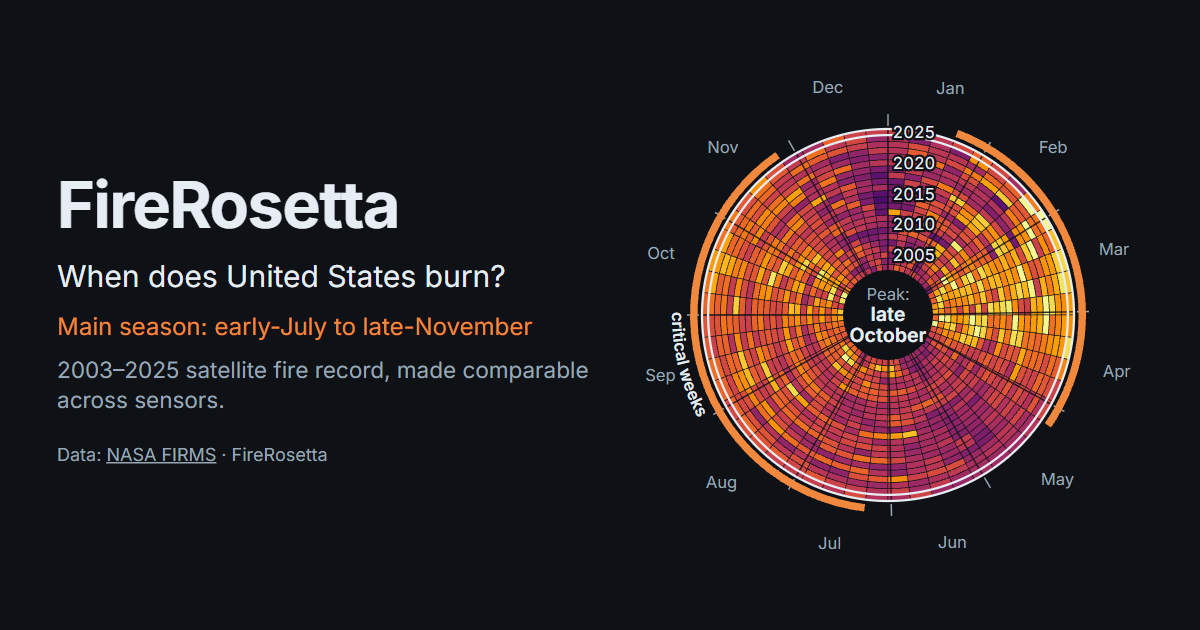 FireRosetta
When does United States burn?
Main season: early-July to late-November
2003–2025 satellite fire record, made comparable
across sensors.
Data: NASA FIRMS · FireRosetta
Dec
Jan
Nov
Feb
Oct
Mar
Sep
Apr
Aug
May
Jul
Jun
2025
2020
2015
2010
2005
Peak:
late
October
critical weeks